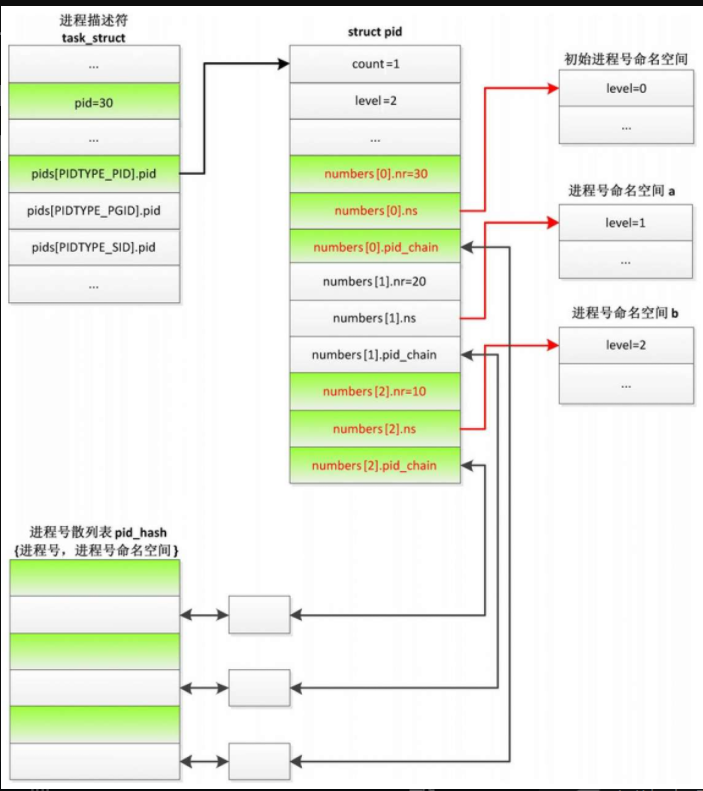 进程描述符
task_struct
...
pid=30
...
pids[PIDTYPE_PID].pid
pids[PIDTYPE_PGID].pid
pids[PIDTYPE_SID].pid
...
struct pid
count=1
level=2
...
numbers[0].nr=30
numbers[0].ns
numbers[0].pid_chain
numbers[1].nr=20
numbers[1].ns
numbers[1].pid_chain
numbers[2].nr=10
numbers[2].ns
numbers[2].pid_chain
初始进程号命名空间
level=0
...
进程号命名空间 a
level=1
...
进程号命名空间 b
level=2
...
进程号散列表 pid_hash
{进程号，进程号命名空间}